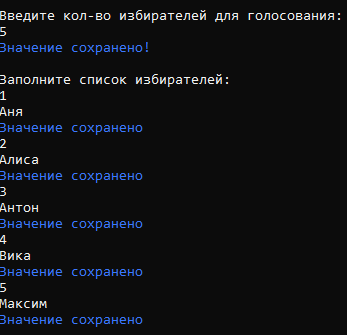 Введите кол-во избирателей для голосования:
5
Значение сохранено!
Заполните список избирателей:
1
Аня
Значение сохранено
2
Алиса
Значение сохранено
3
Антон
Значение сохранено
4
Вика
Значение сохранено
5
Максим
Значение сохранено